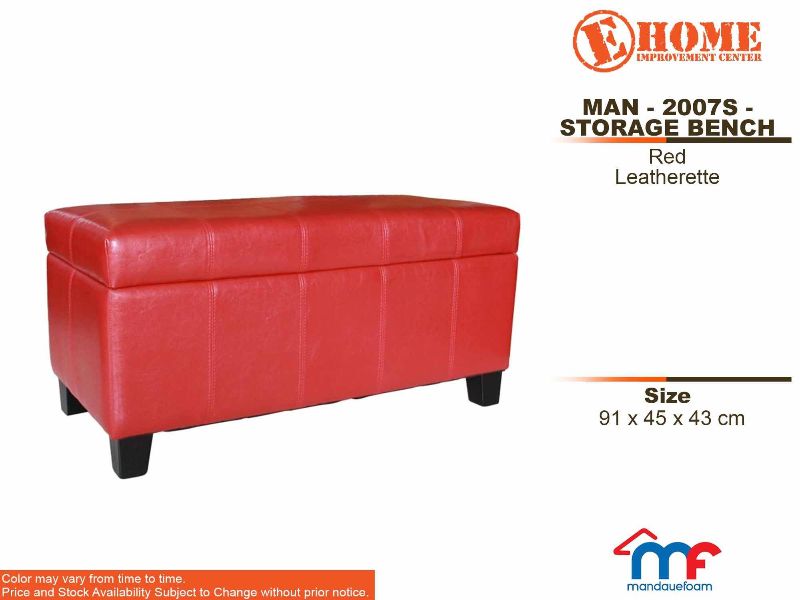 E HOME
IMPROVEMENT CENTER
MAN - 2007S -
STORAGE BENCH
Red
Leatherette
Size
91 x 45 x 43 cm
mf
mandauefoam
Color may vary from time to time.
Price and Stock Availability Subject to Change without prior notice.